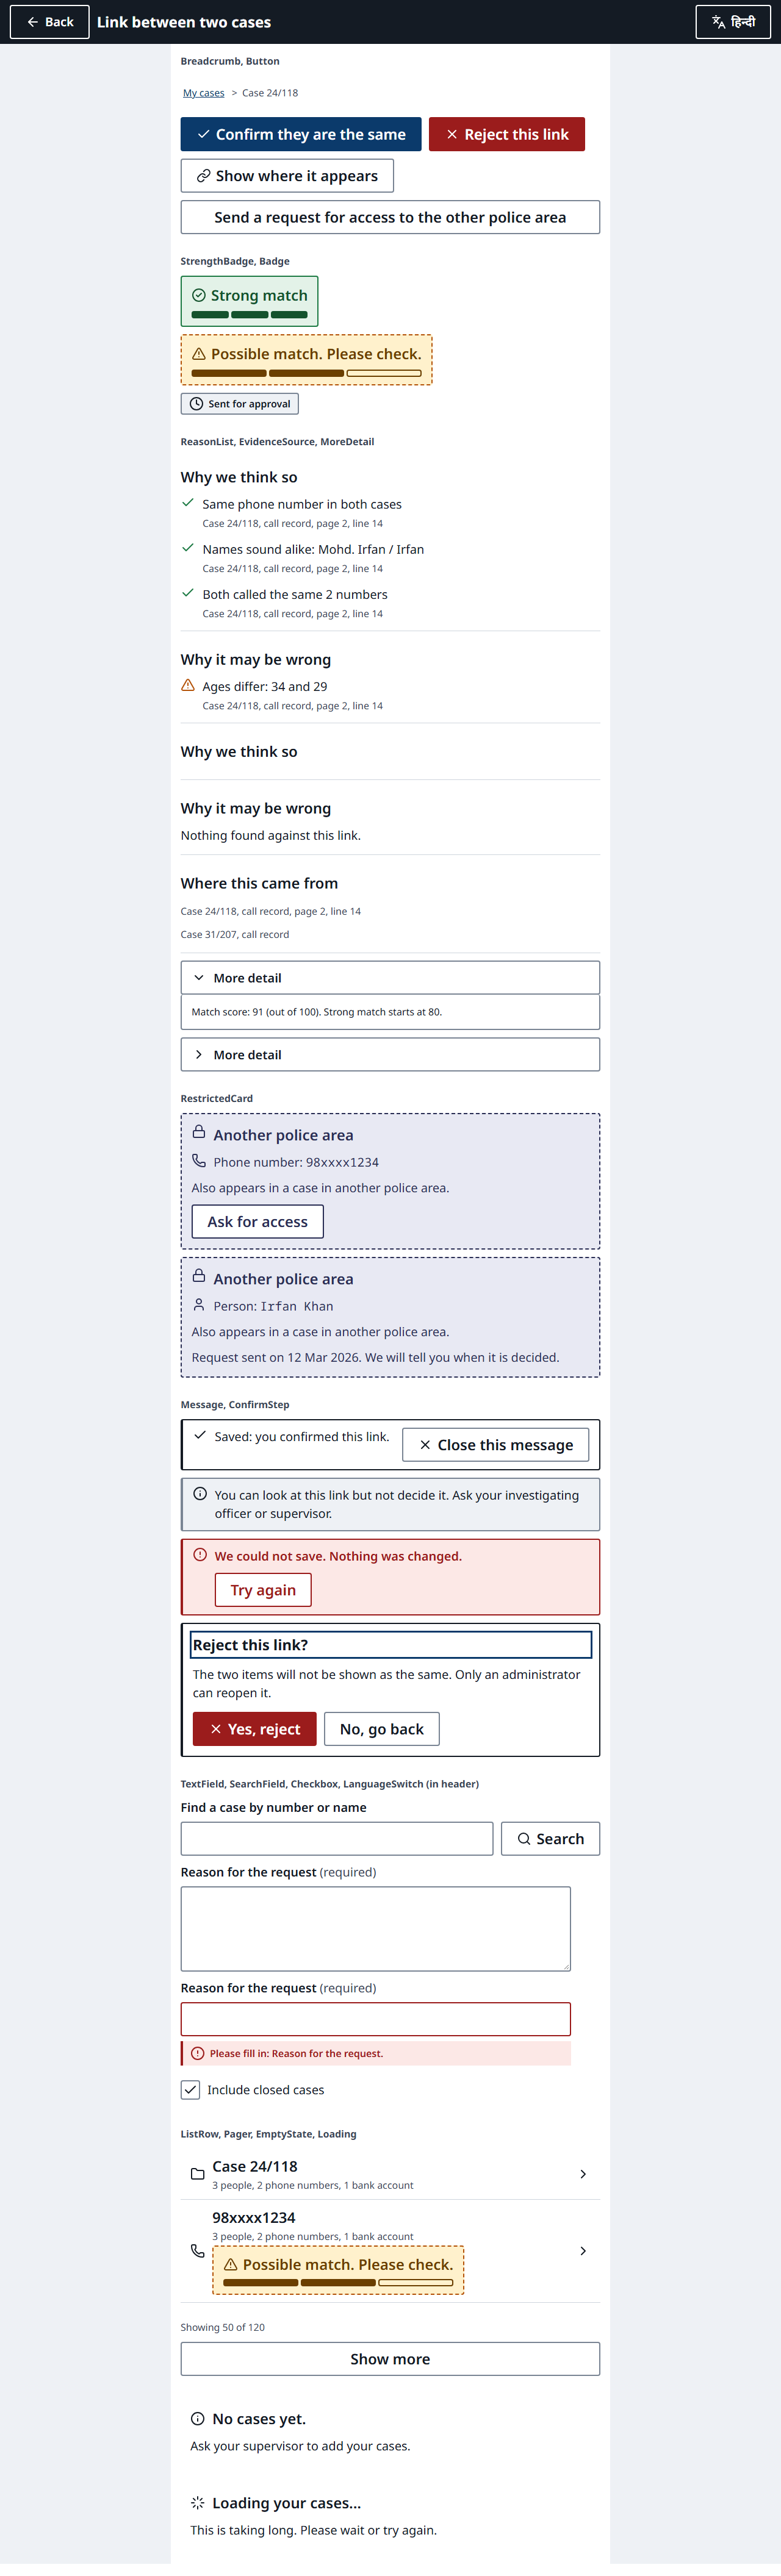 Back
Link between two cases
हिन्दी
Breadcrumb, Button
My cases > Case 24/118
Confirm they are the same
Reject this link
Show where it appears
Send a request for access to the other police area
StrengthBadge, Badge
Strong match
Possible match. Please check.
Sent for approval
ReasonList, EvidenceSource, MoreDetail
Why we think so
Same phone number in both cases
Case 24/118, call record, page 2, line 14
Names sound alike: Mohd. Irfan / Irfan
Case 24/118, call record, page 2, line 14
Both called the same 2 numbers
Case 24/118, call record, page 2, line 14
Why it may be wrong
Ages differ: 34 and 29
Case 24/118, call record, page 2, line 14
Why we think so
Why it may be wrong
Nothing found against this link.
Where this came from
Case 24/118, call record, page 2, line 14
Case 31/207, call record
More detail
Match score: 91 (out of 100). Strong match starts at 80.
More detail
RestrictedCard
Another police area
Phone number: 98xxxx1234
Also appears in a case in another police area.
Ask for access
Another police area
Person: Irfan Khan
Also appears in a case in another police area.
Request sent on 12 Mar 2026. We will tell you when it is decided.
Message, ConfirmStep
Saved: you confirmed this link.
Close this message
You can look at this link but not decide it. Ask your investigating
officer or supervisor.
We could not save. Nothing was changed.
Try again
Reject this link?
The two items will not be shown as the same. Only an administrator
can reopen it.
Yes, reject
No, go back
TextField, SearchField, Checkbox, LanguageSwitch (in header)
Find a case by number or name
Search
Reason for the request (required)
Reason for the request (required)
Please fill in: Reason for the request.
Include closed cases
ListRow, Pager, EmptyState, Loading
Case 24/118
3 people, 2 phone numbers, 1 bank account
98xxxx1234
3 people, 2 phone numbers, 1 bank account
Possible match. Please check.
Showing 50 of 120
Show more
No cases yet.
Ask your supervisor to add your cases.
Loading your cases...
This is taking long. Please wait or try again.